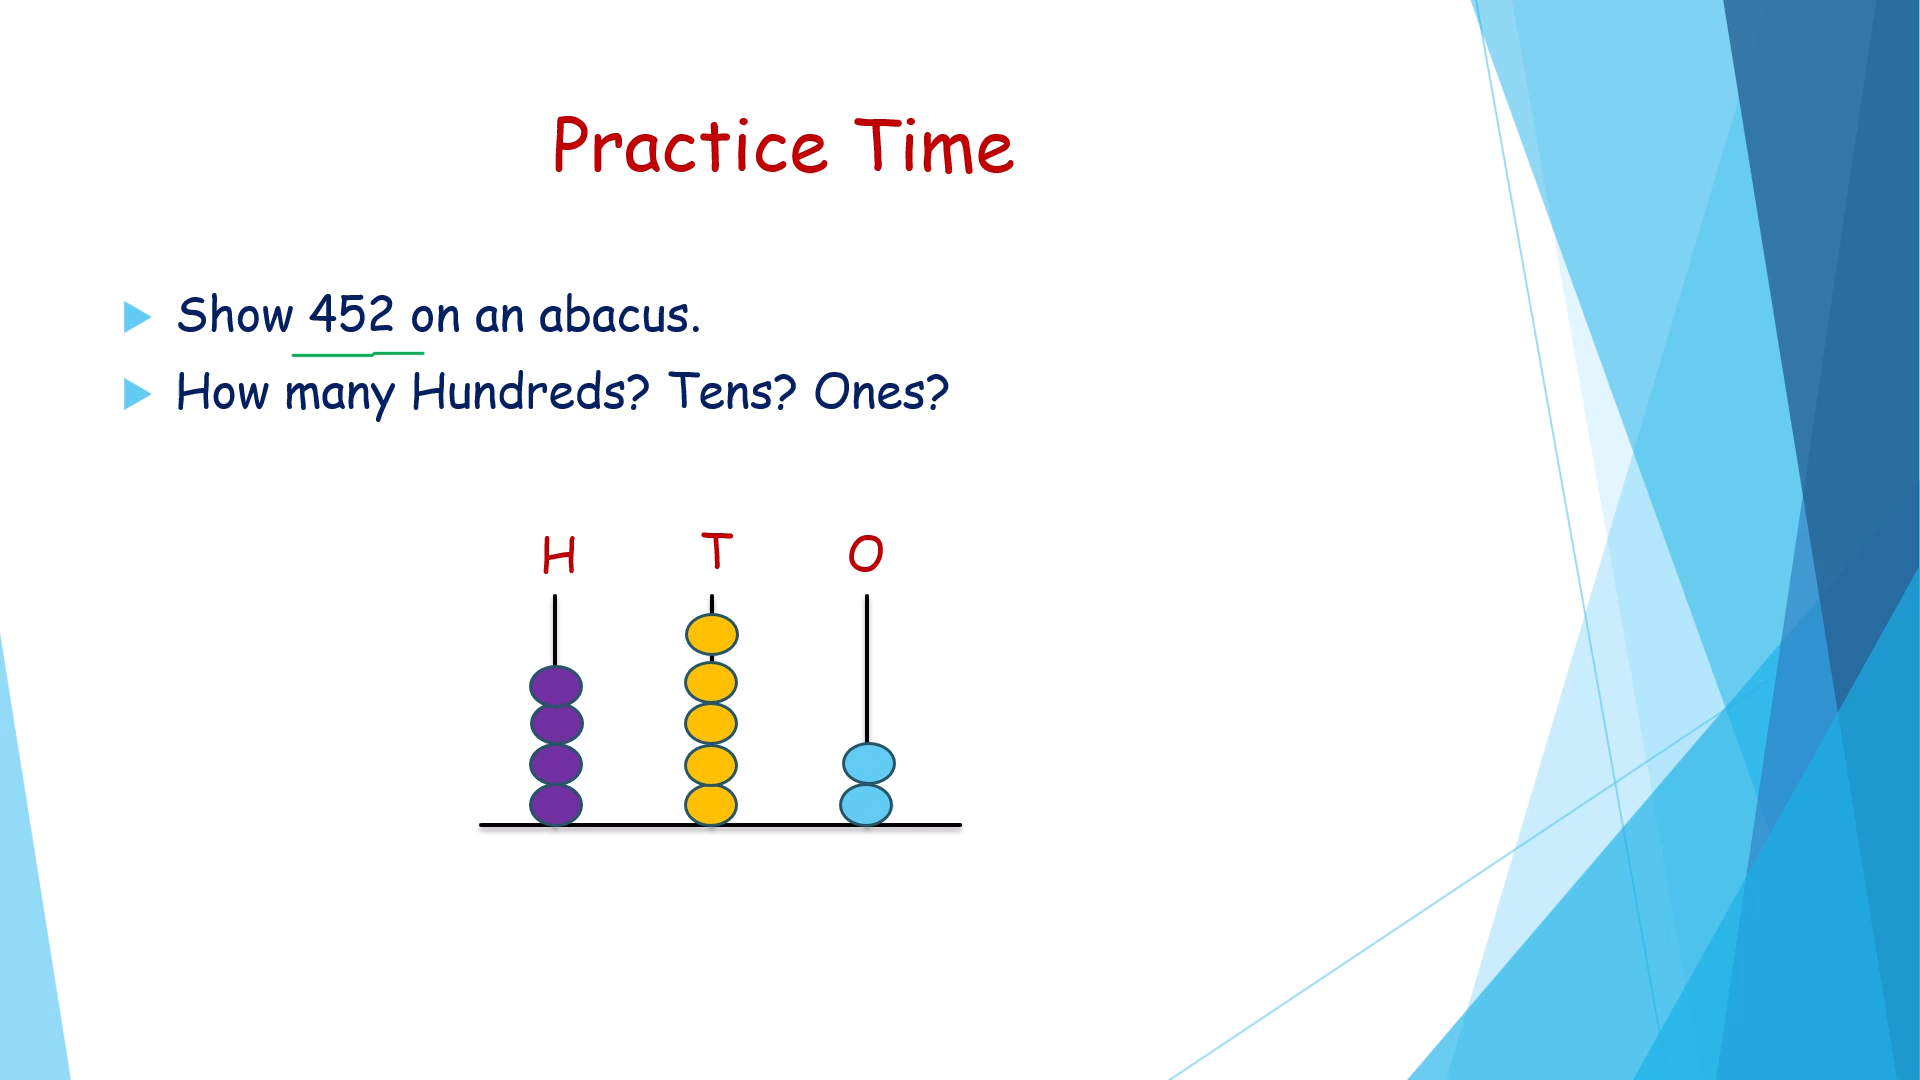 Practice Time
Show 452 on an abacus.
How many Hundreds? Tens? Ones?
H T O